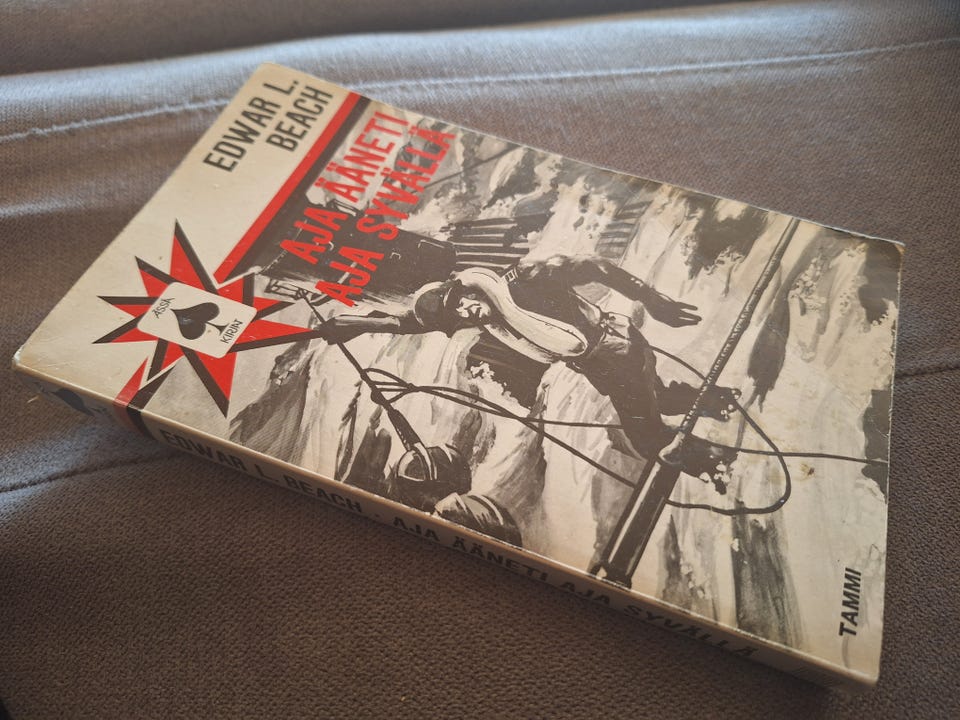 EDWAR L.
BEACH
AJA ÄÄNETI
AJA SYVÄLLÄ
ÄSSÄ
KIRJAT
TAMMI
EDWAR L. BEACH · AJA ÄÄNETI AJA SYVÄLLÄ